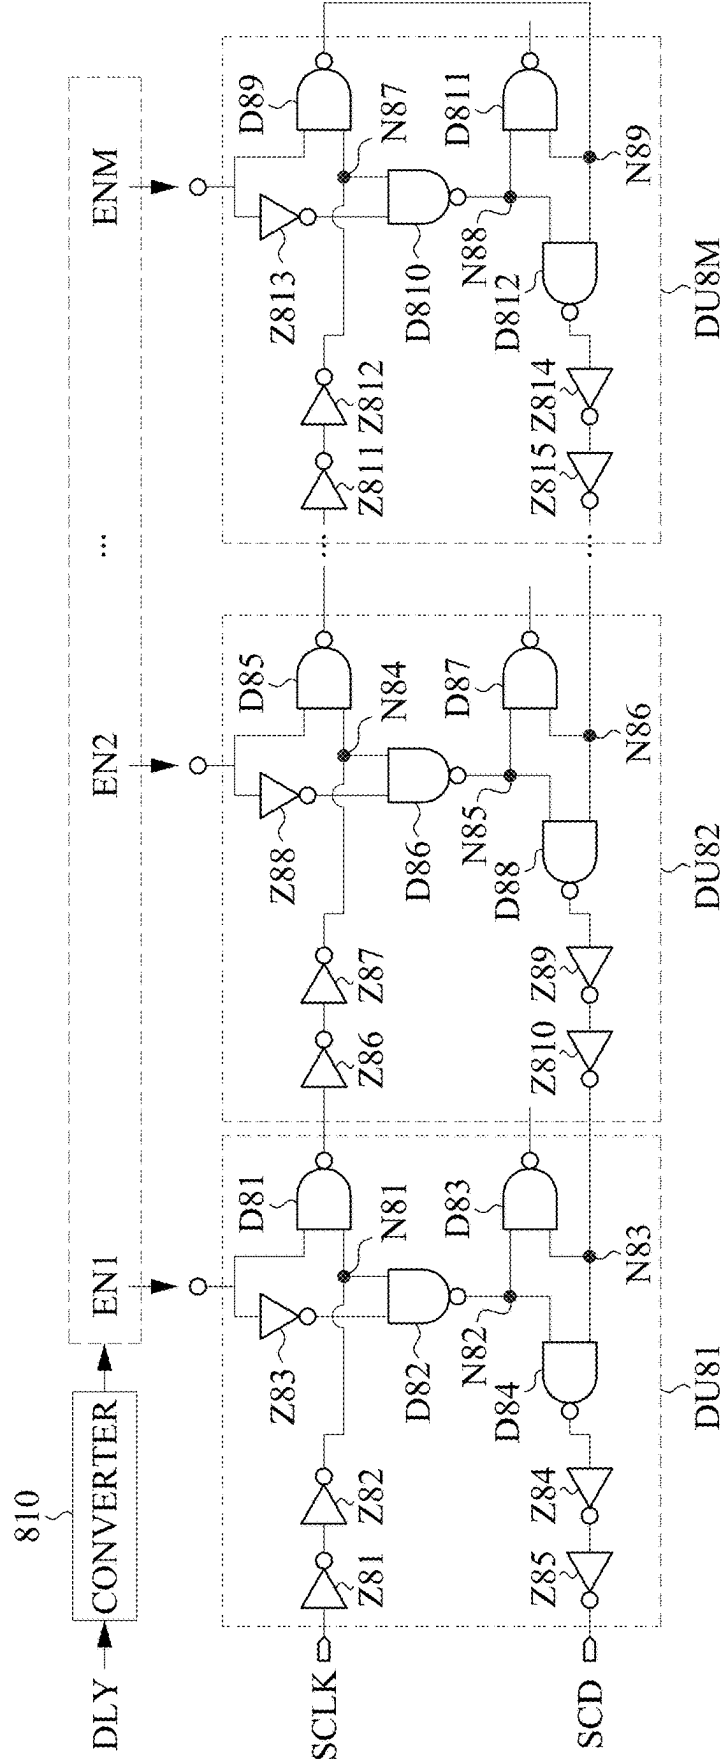 810
DLY
CONVERTER
EN1
EN2
...
ENM
SCLK
Z81
Z82
Z83
D81
N81
D82
N82
D83
D84
N83
Z84
Z85
SCD
DU81
Z86
Z87
Z88
D85
N84
D86
N85
D87
D88
N86
Z89
Z810
DU82
...
...
Z811
Z812
Z813
D89
N87
D810
N88
D811
D812
N89
Z814
Z815
DU8M